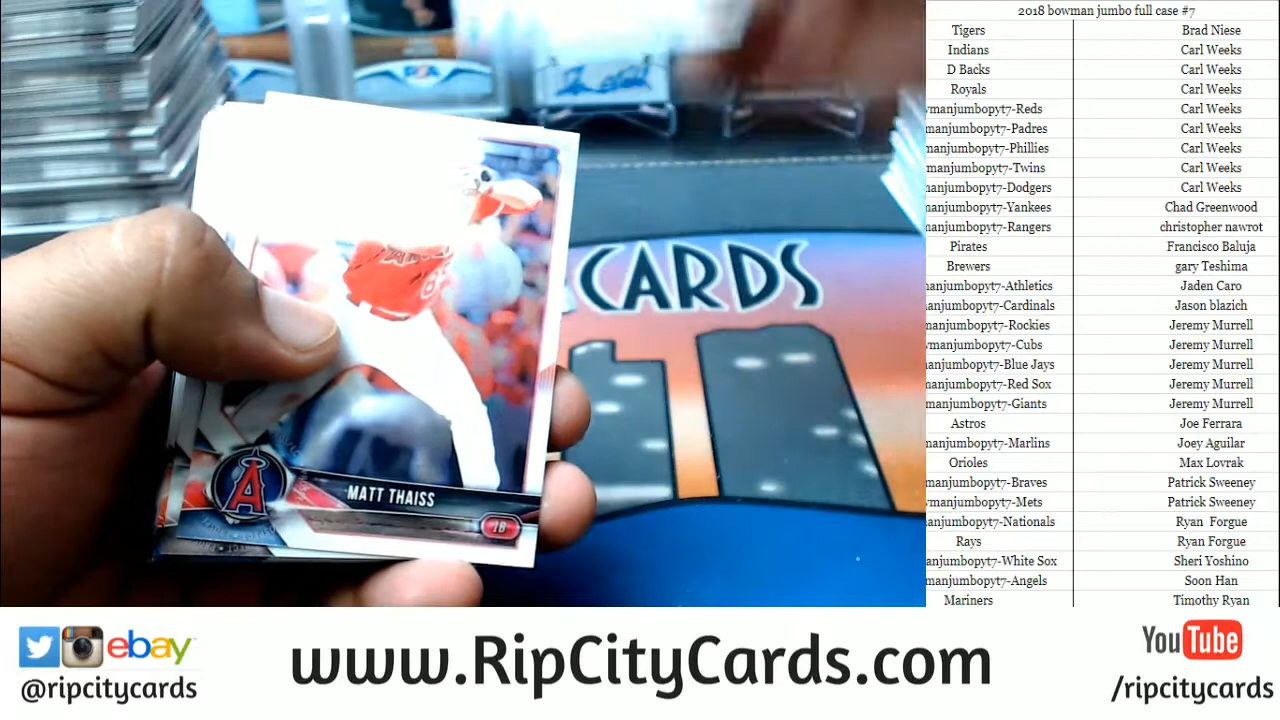 2018 bowman jumbo full case #7
Tigers Brad Niese
Indians Carl Weeks
D Backs Carl Weeks
Royals Carl Weeks
manjumbopyt7-Reds Carl Weeks
manjumbopyt7-Padres Carl Weeks
manjumbopyt7-Phillies Carl Weeks
manjumbopyt7-Twins Carl Weeks
manjumbopyt7-Dodgers Carl Weeks
manjumbopyt7-Yankees Chad Greenwood
manjumbopyt7-Rangers christopher nawrot
Pirates Francisco Baluja
Brewers gary Teshima
manjumbopyt7-Athletics Jaden Caro
manjumbopyt7-Cardinals Jason blazich
manjumbopyt7-Rockies Jeremy Murrell
manjumbopyt7-Cubs Jeremy Murrell
manjumbopyt7-Blue Jays Jeremy Murrell
manjumbopyt7-Red Sox Jeremy Murrell
manjumbopyt7-Giants Jeremy Murrell
Astros Joe Ferrara
manjumbopyt7-Marlins Joey Aguilar
Orioles Max Lovrak
manjumbopyt7-Braves Patrick Sweeney
manjumbopyt7-Mets Patrick Sweeney
manjumbopyt7-Nationals Ryan Forgue
Rays Ryan Forgue
anjumbopyt7-White Sox Sheri Yoshino
manjumbopyt7-Angels Soon Han
Mariners Timothy Ryan
CARDS
A
MATT THAISS
1B
ebay
@ripcitycards
www.RipCityCards.com
YouTube
/ripcitycards